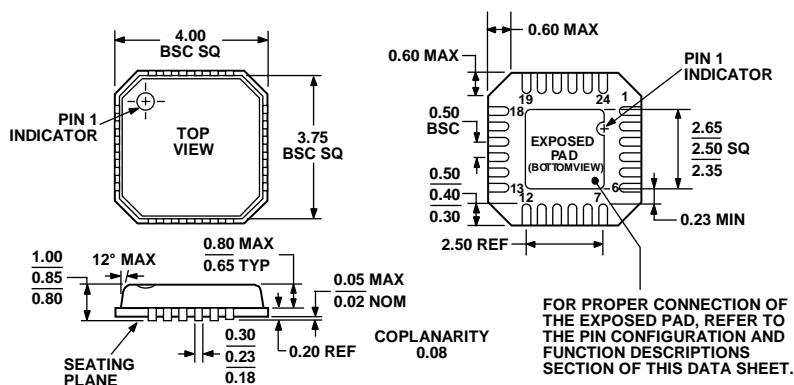 4.00
BSC SQ
PIN 1
INDICATOR
TOP
VIEW
3.75
BSC SQ
0.60 MAX
0.60 MAX
PIN 1
INDICATOR
19
24
1
18
0.50
BSC
EXPOSED
PAD
(BOTTOMVIEW)
2.65
2.50 SQ
2.35
0.50
0.40
0.30
13
12
7
6
0.23 MIN
2.50 REF
1.00
0.85
0.80
12° MAX
0.80 MAX
0.65 TYP
0.05 MAX
0.02 NOM
SEATING
PLANE
0.30
0.23
0.18
0.20 REF
COPLANARITY
0.08
FOR PROPER CONNECTION OF
THE EXPOSED PAD, REFER TO
THE PIN CONFIGURATION AND
FUNCTION DESCRIPTIONS
SECTION OF THIS DATA SHEET.